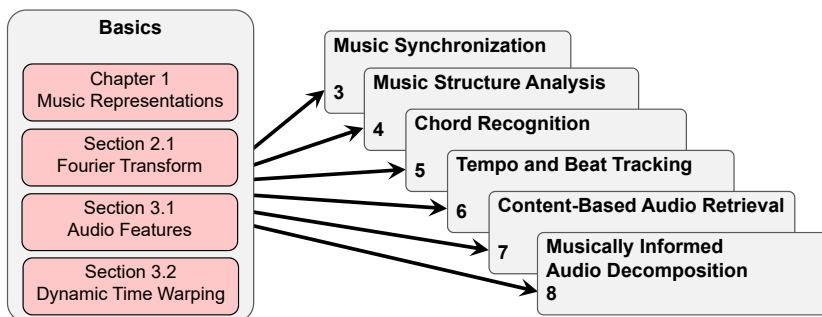 Basics
Chapter 1
Music Representations
Section 2.1
Fourier Transform
Section 3.1
Audio Features
Section 3.2
Dynamic Time Warping
Music Synchronization
3
Music Structure Analysis
4
Chord Recognition
5
Tempo and Beat Tracking
6
Content-Based Audio Retrieval
7
Musically Informed
Audio Decomposition
8